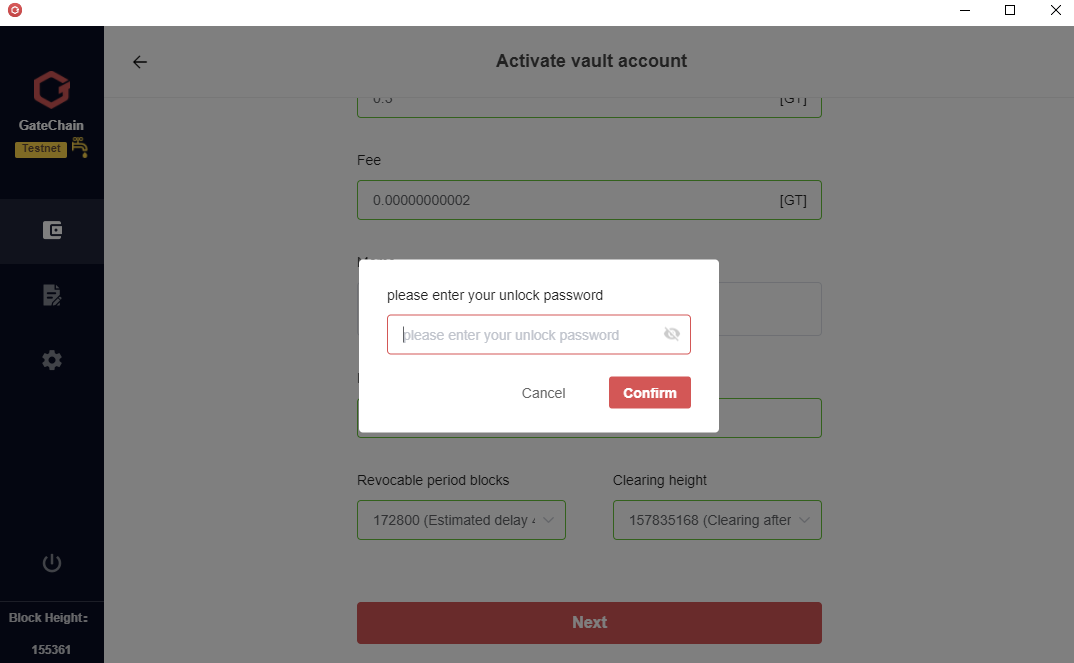 Activate vault account
GateChain
Testnet
0.5 [GT]
Fee
0.00000000002 [GT]
please enter your unlock password
please enter your unlock password
Cancel Confirm
Revocable period blocks Clearing height
172800 (Estimated delay 157835168 (Clearing after
Next
Block Height:
155361